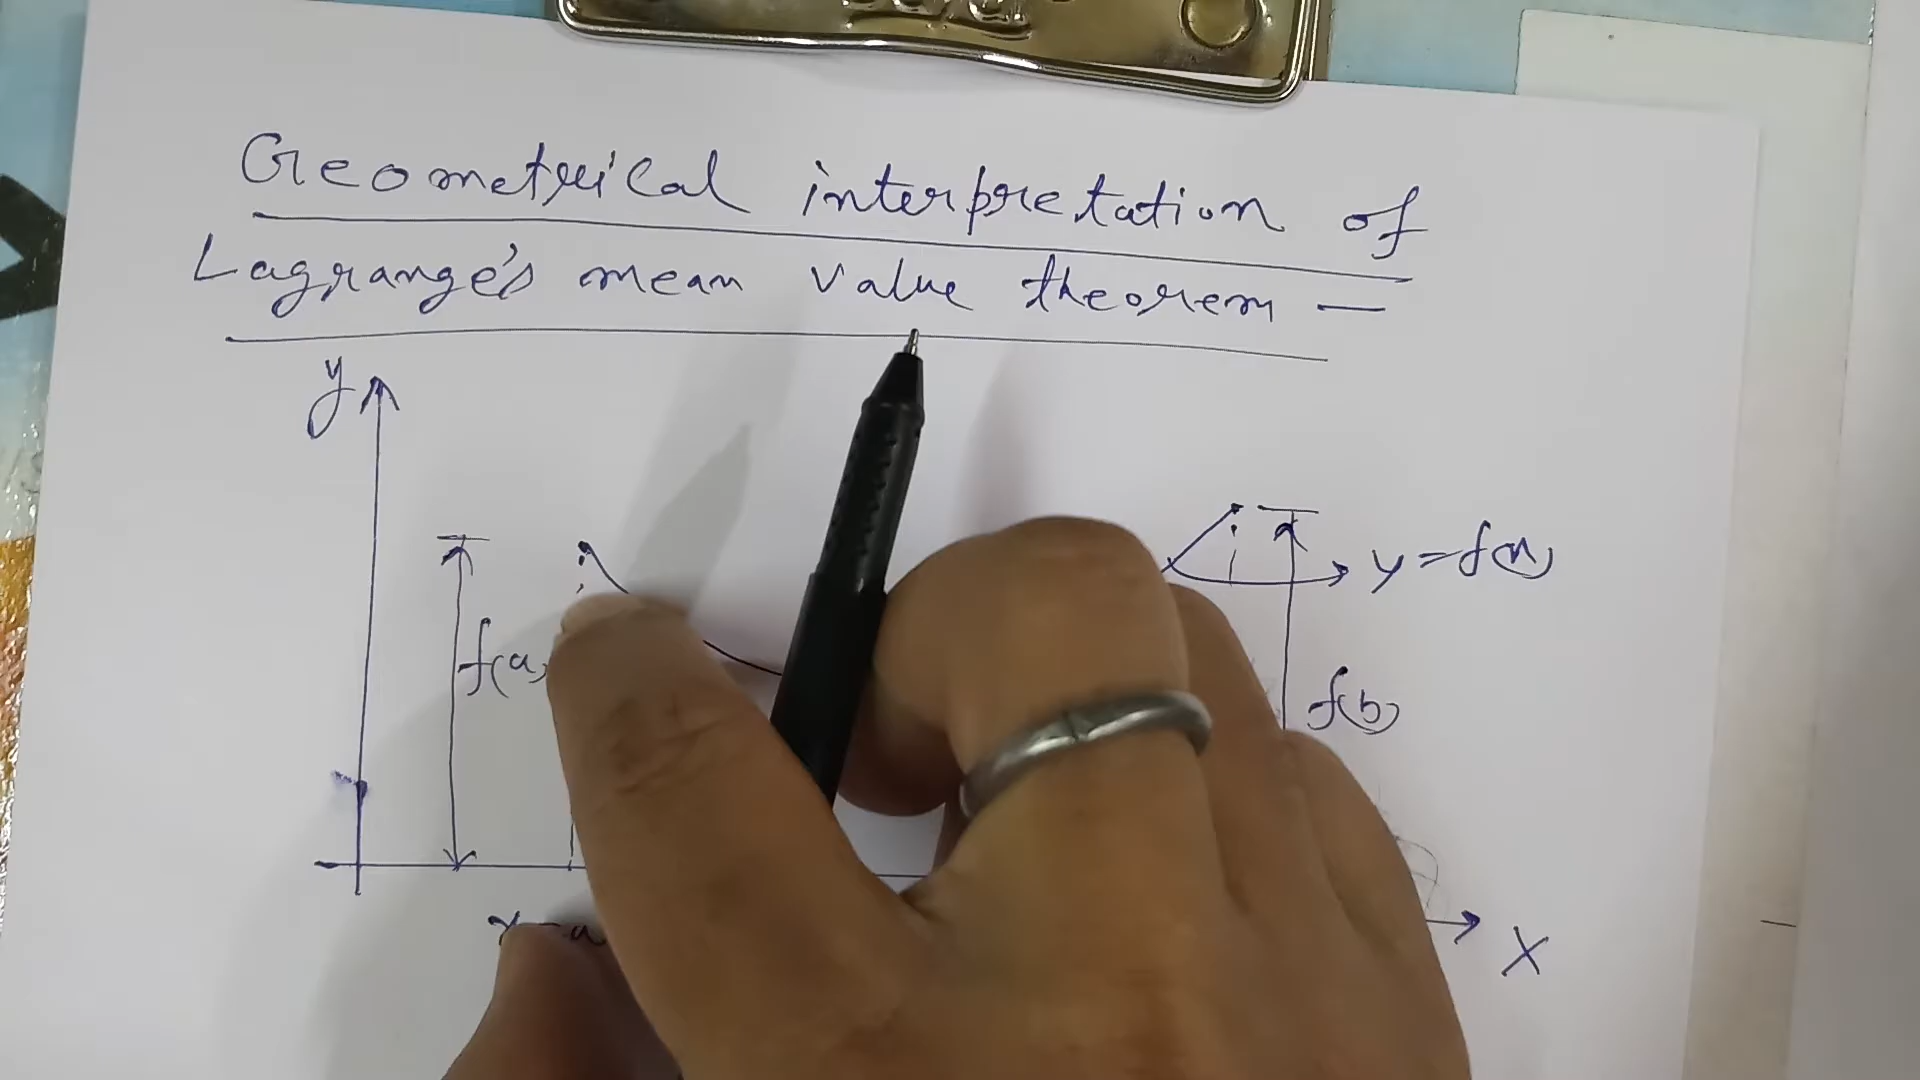 Geometrical interpretation of
Lagrange's mean value theorem —
y
y = f(x)
f(a)
f(b)
x = a
X